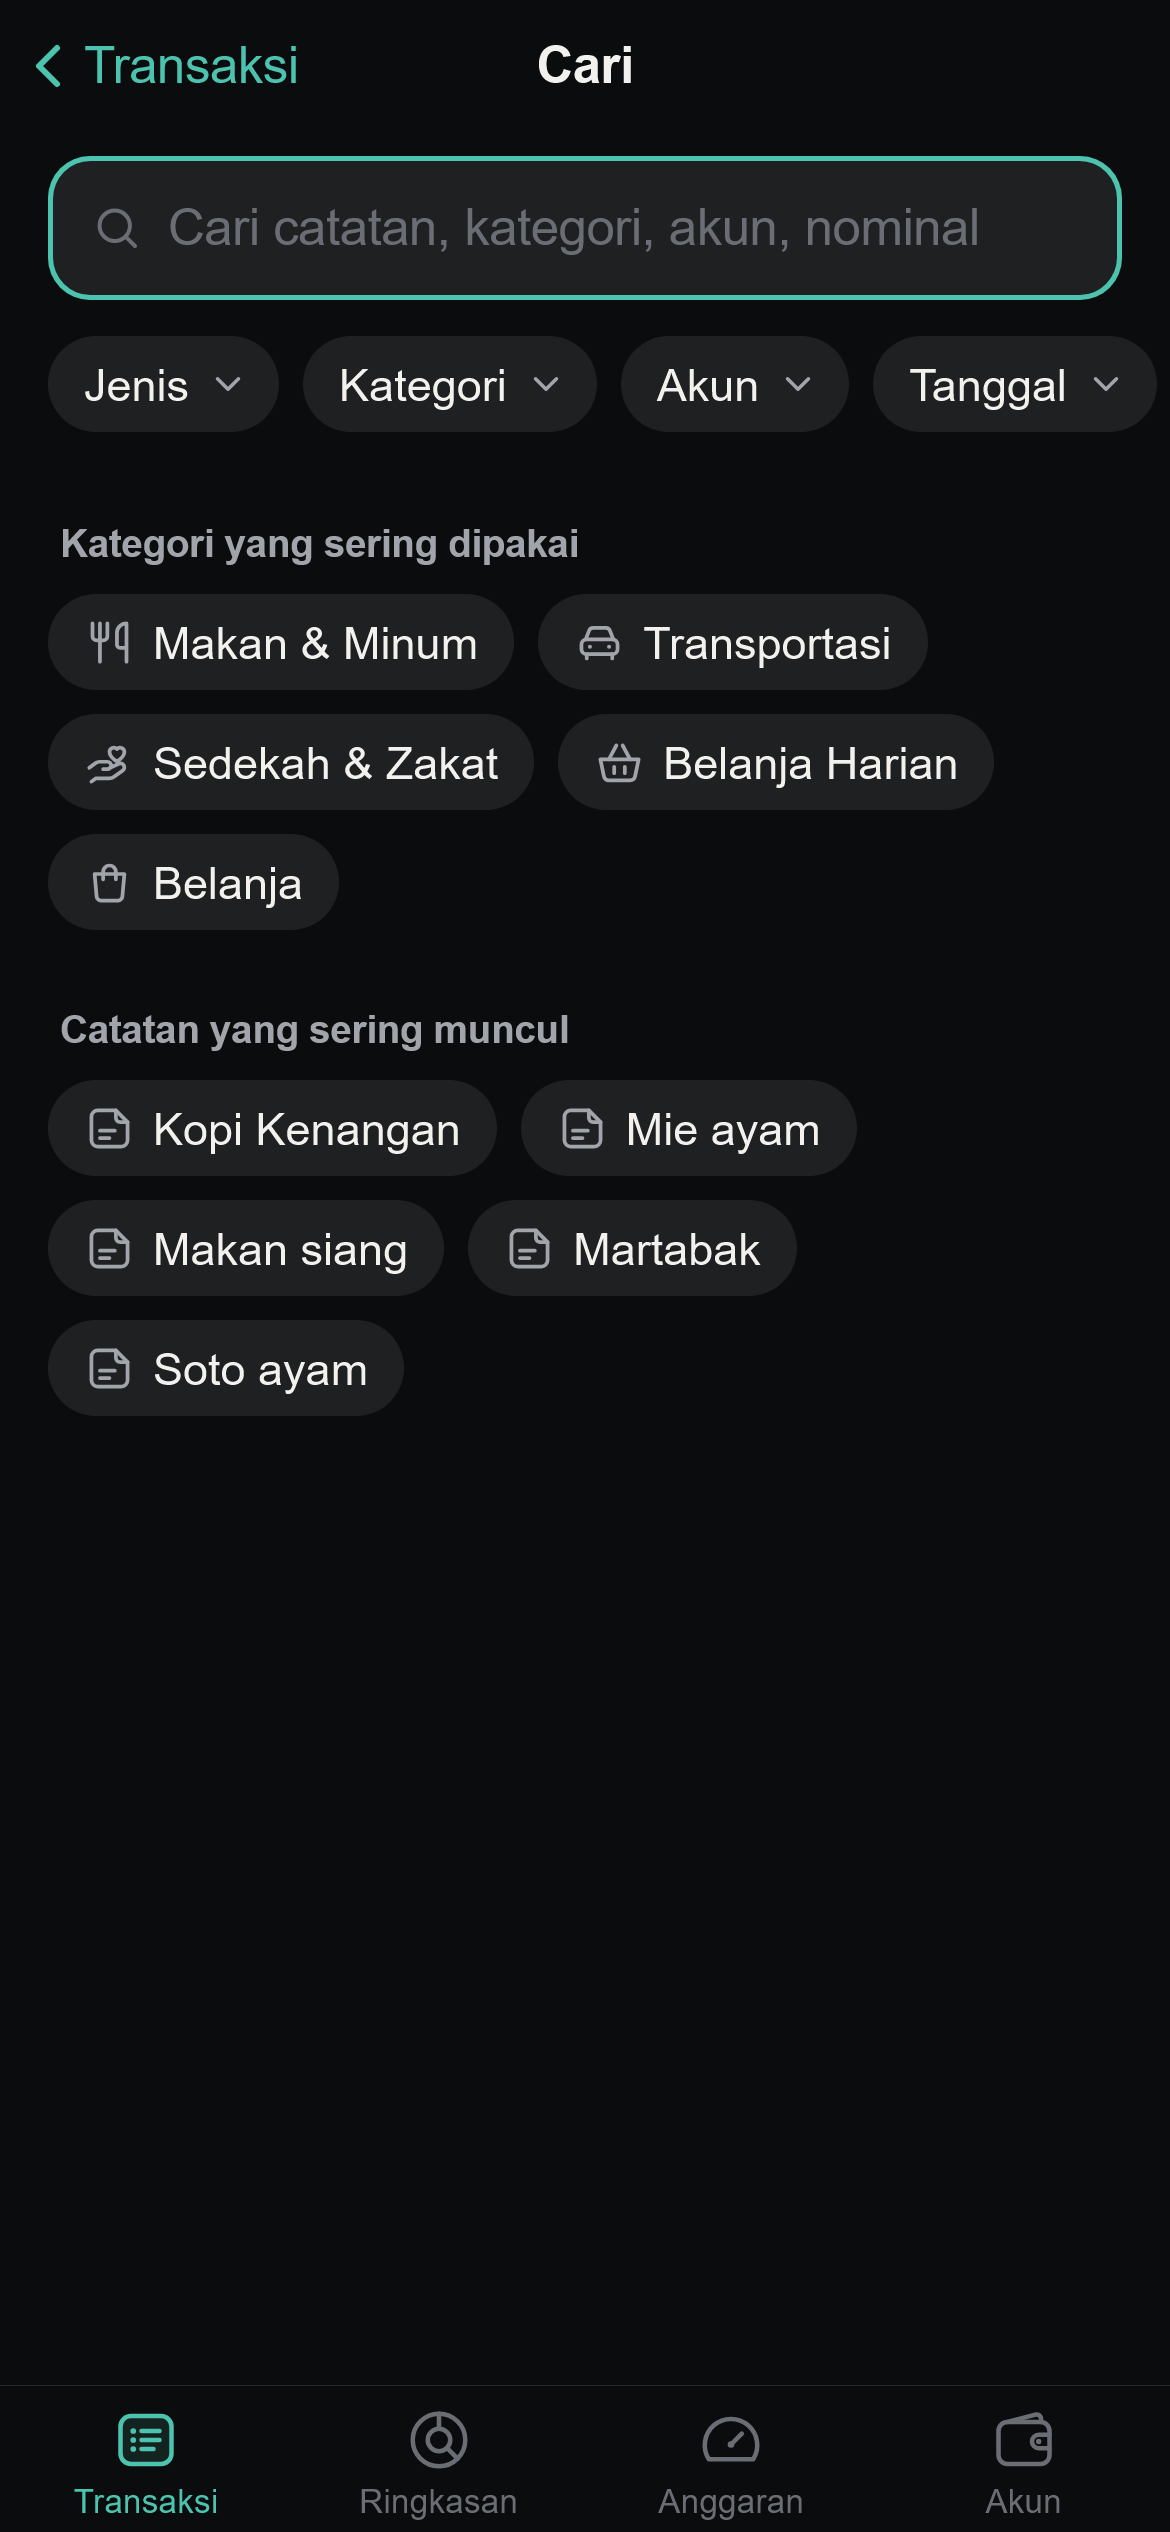 Transaksi
Cari
Cari catatan, kategori, akun, nominal
Jenis Kategori Akun Tanggal
Kategori yang sering dipakai
Makan & Minum Transportasi
Sedekah & Zakat Belanja Harian
Belanja
Catatan yang sering muncul
Kopi Kenangan Mie ayam
Makan siang Martabak
Soto ayam
Transaksi Ringkasan Anggaran Akun